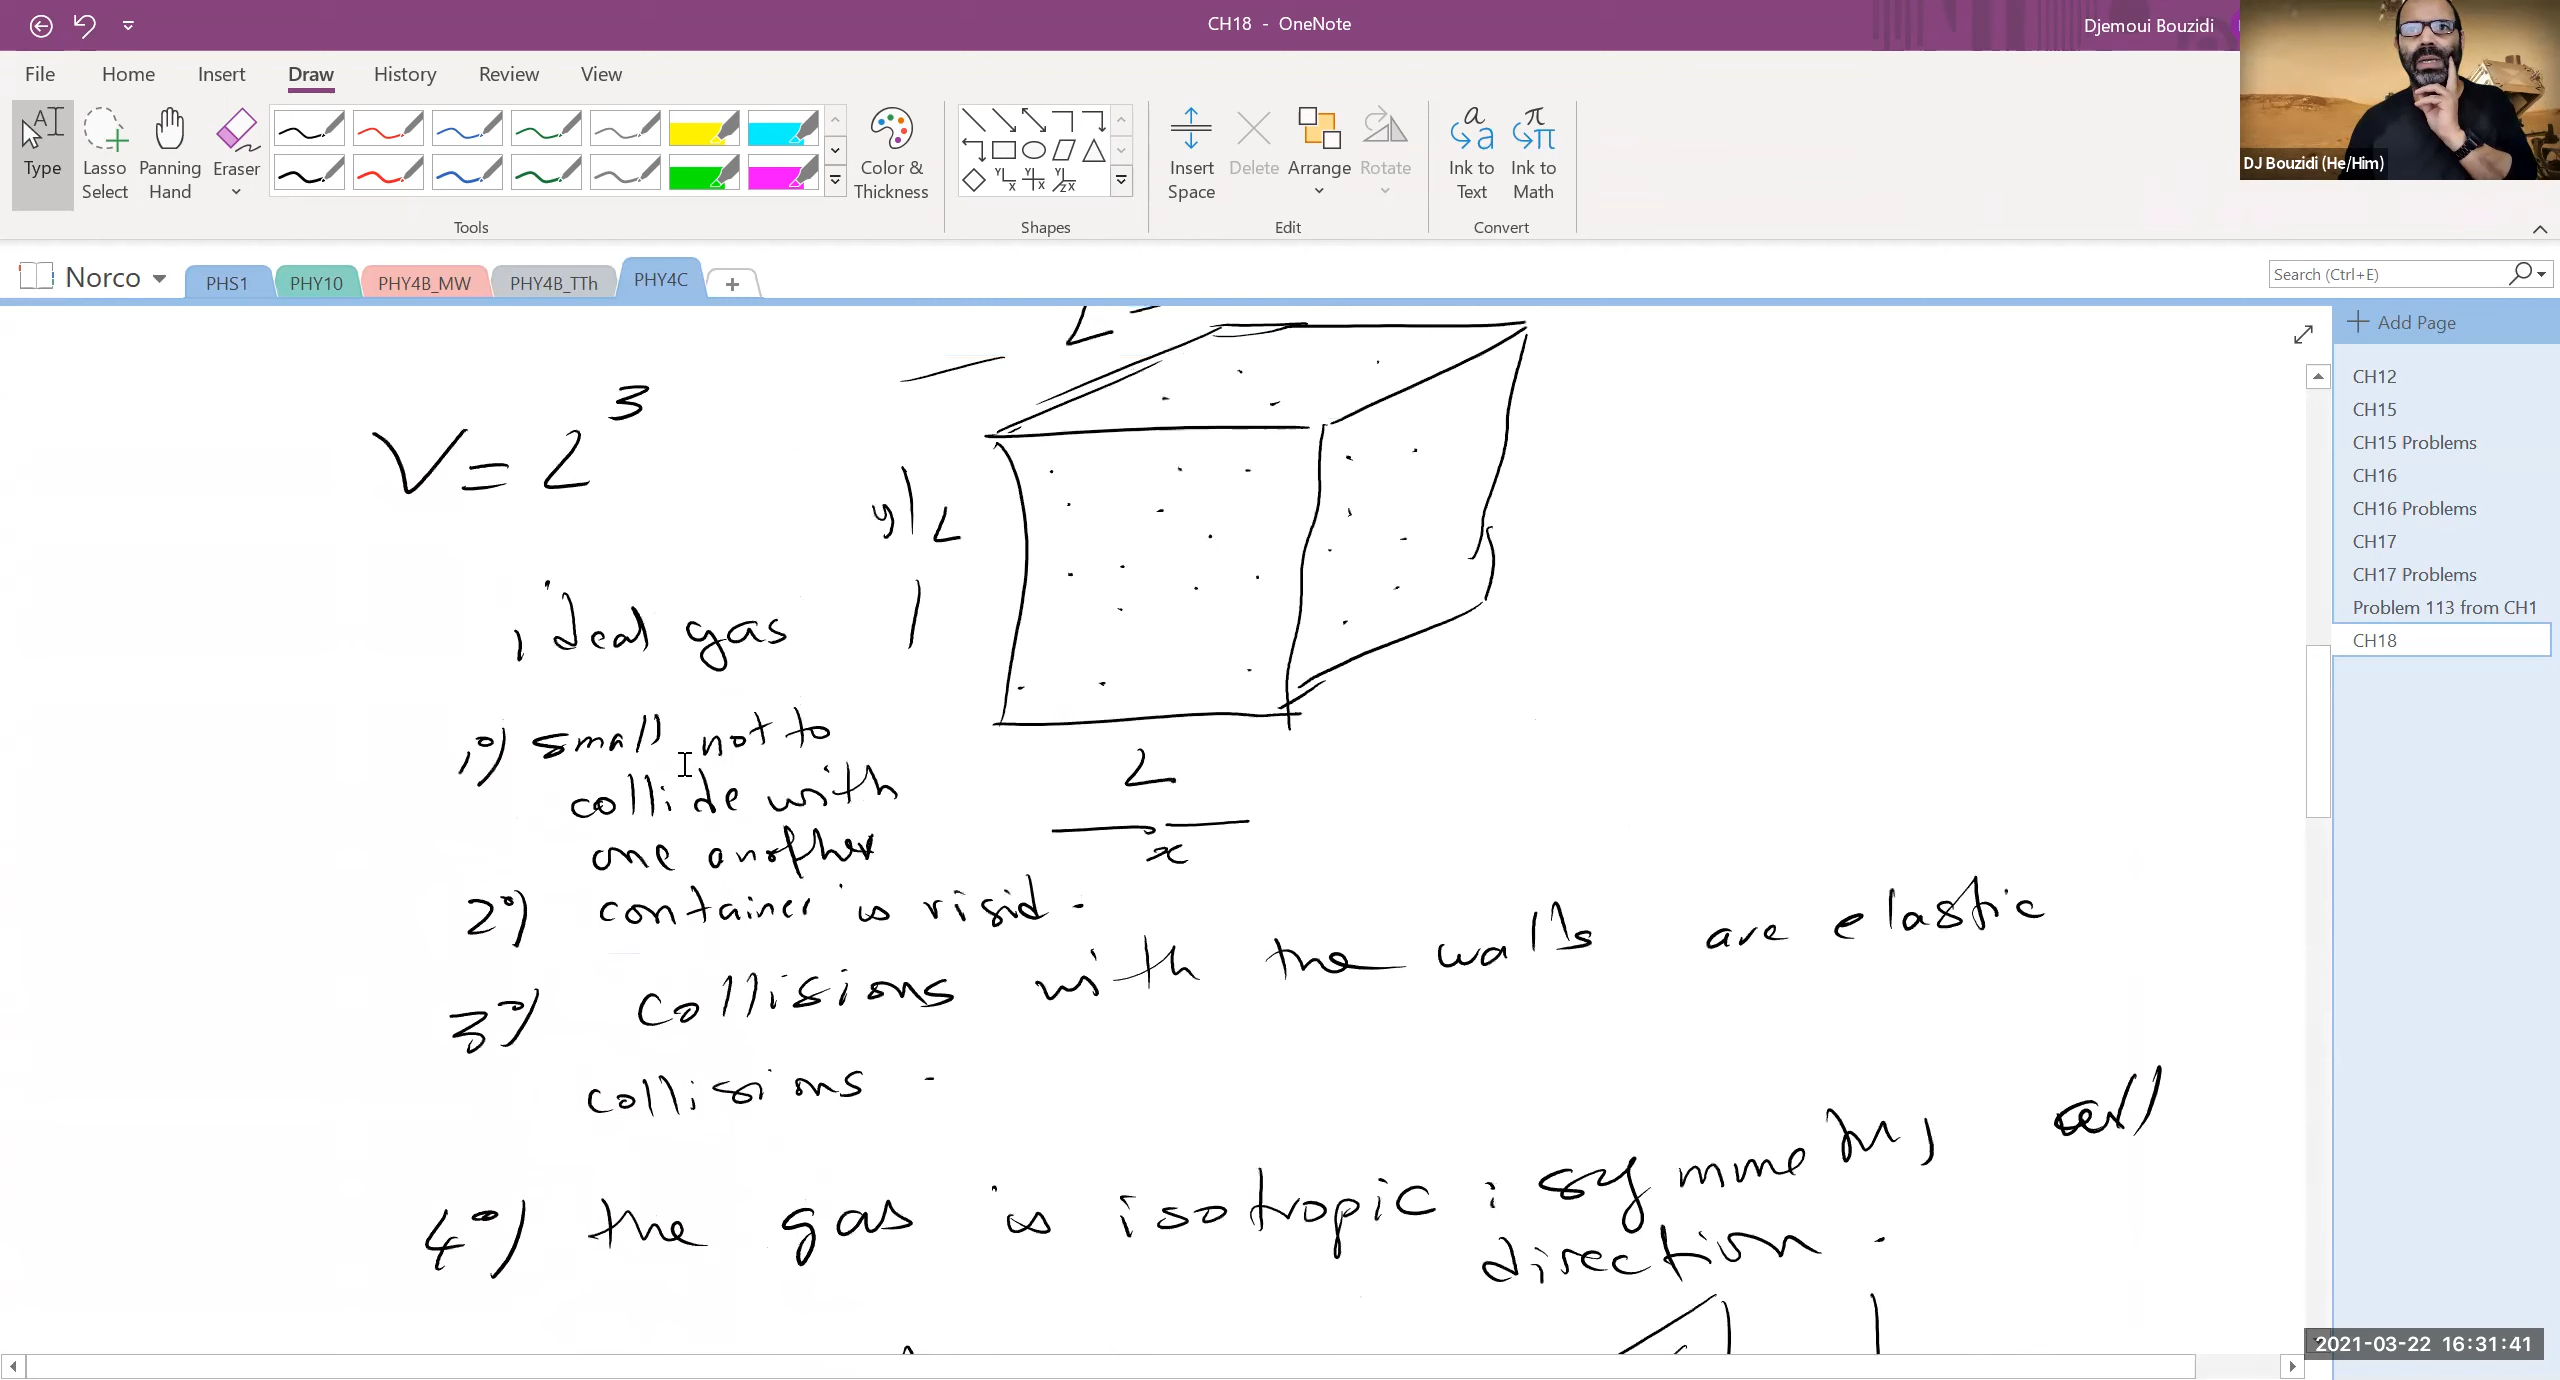 CH18 - OneNote
Djemoui Bouzidi
File Home Insert Draw History Review View
Type
Lasso Select
Panning Hand
Eraser
Color & Thickness
Insert Space
Delete
Arrange
Rotate
Ink to Text
Ink to Math
Tools Shapes Edit Convert
DJ Bouzidi (He/Him)
Norco PHS1 PHY10 PHY4B_MW PHY4B_TTh PHY4C
Search (Ctrl+E)
Add Page
CH12
CH15
CH15 Problems
CH16
CH16 Problems
CH17
CH17 Problems
Problem 113 from CH1
CH18
L
V = L³
y L
ideal gas
1°) small not to
collide with
one another
L
x
2°) container is rigid.
3°) collisions with the walls are elastic
collisions.
4°) the gas is isotropic : symmetry all
direction.
2021-03-22 16:31:41